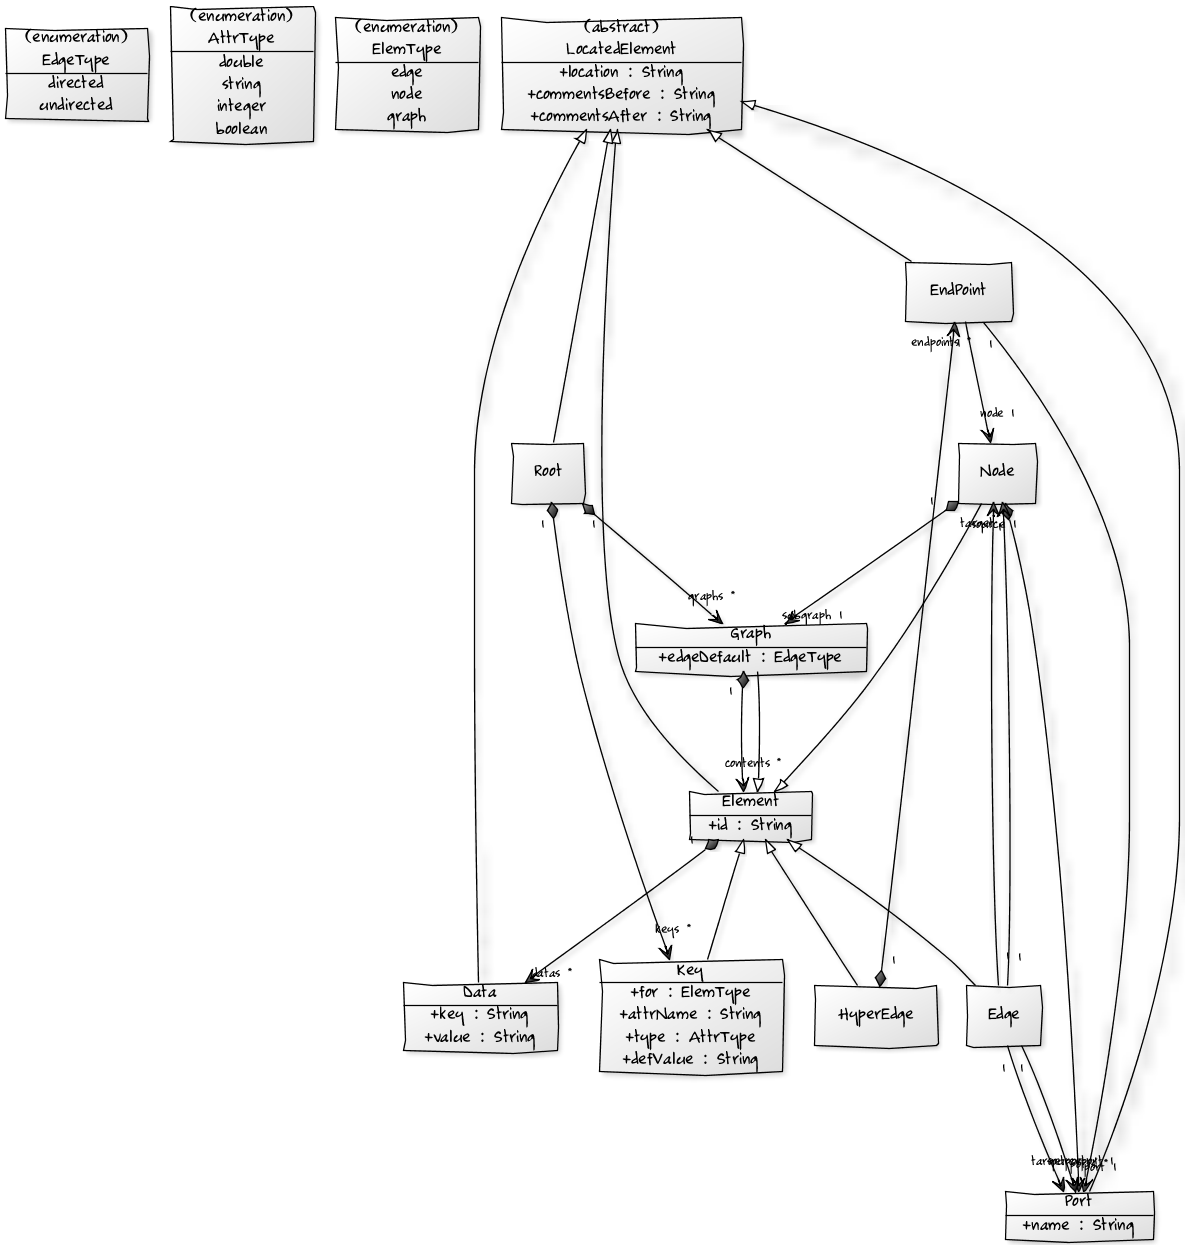 (enumeration)
EdgeType
directed
undirected
(enumeration)
AttrType
double
string
integer
boolean
(enumeration)
ElemType
edge
node
graph
(abstract)
LocatedElement
+location : String
+commentsBefore : String
+commentsAfter : String
EndPoint
endpoints *
1
node 1
Root
Node
1
1
1
1
graphs *
subgraph 1
Graph
+edgeDefault : EdgeType
1
contents *
Element
+id : String
keys *
datas *
1
1 1
Data
+key : String
+value : String
Key
+for : ElemType
+attrName : String
+type : AttrType
+defValue : String
HyperEdge
Edge
1 1
Port
+name : String